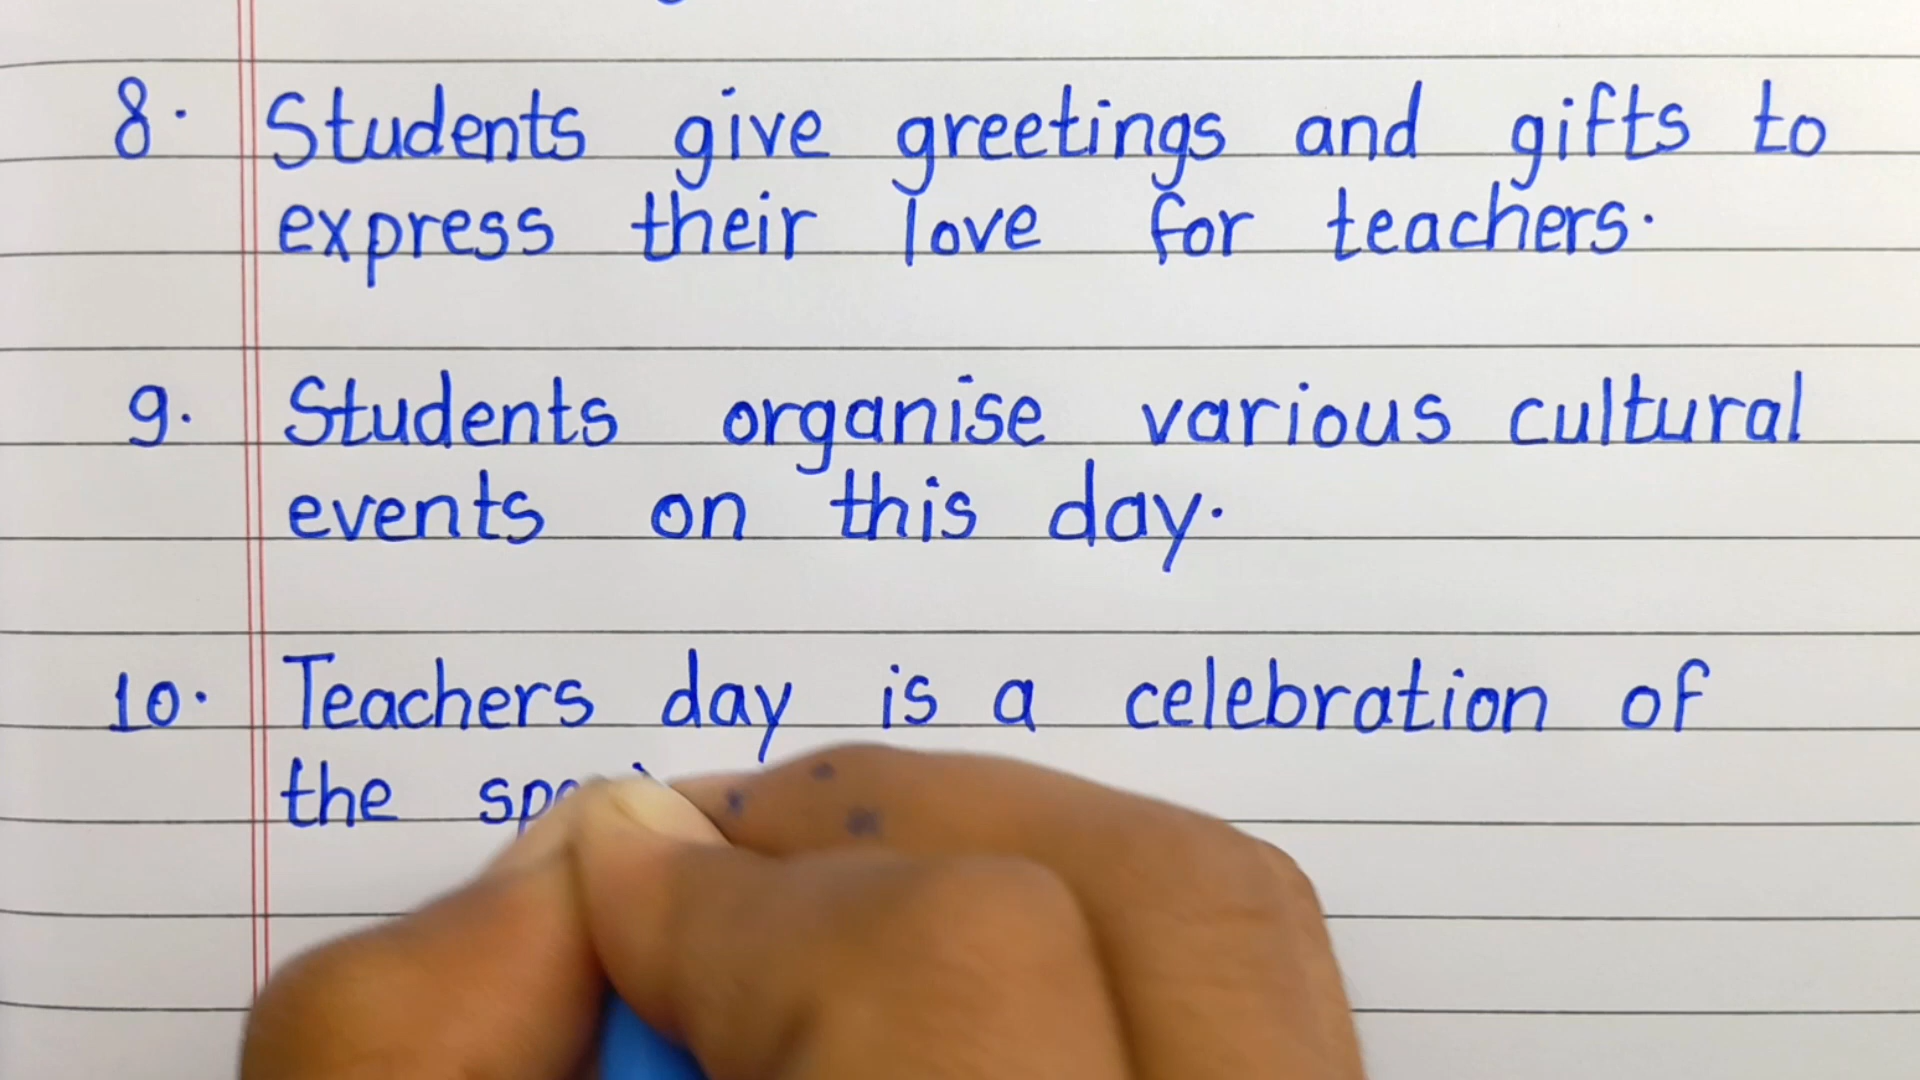 8. Students give greetings and gifts to
express their love for teachers.
9. Students organise various cultural
events on this day.
10. Teachers day is a celebration of
the